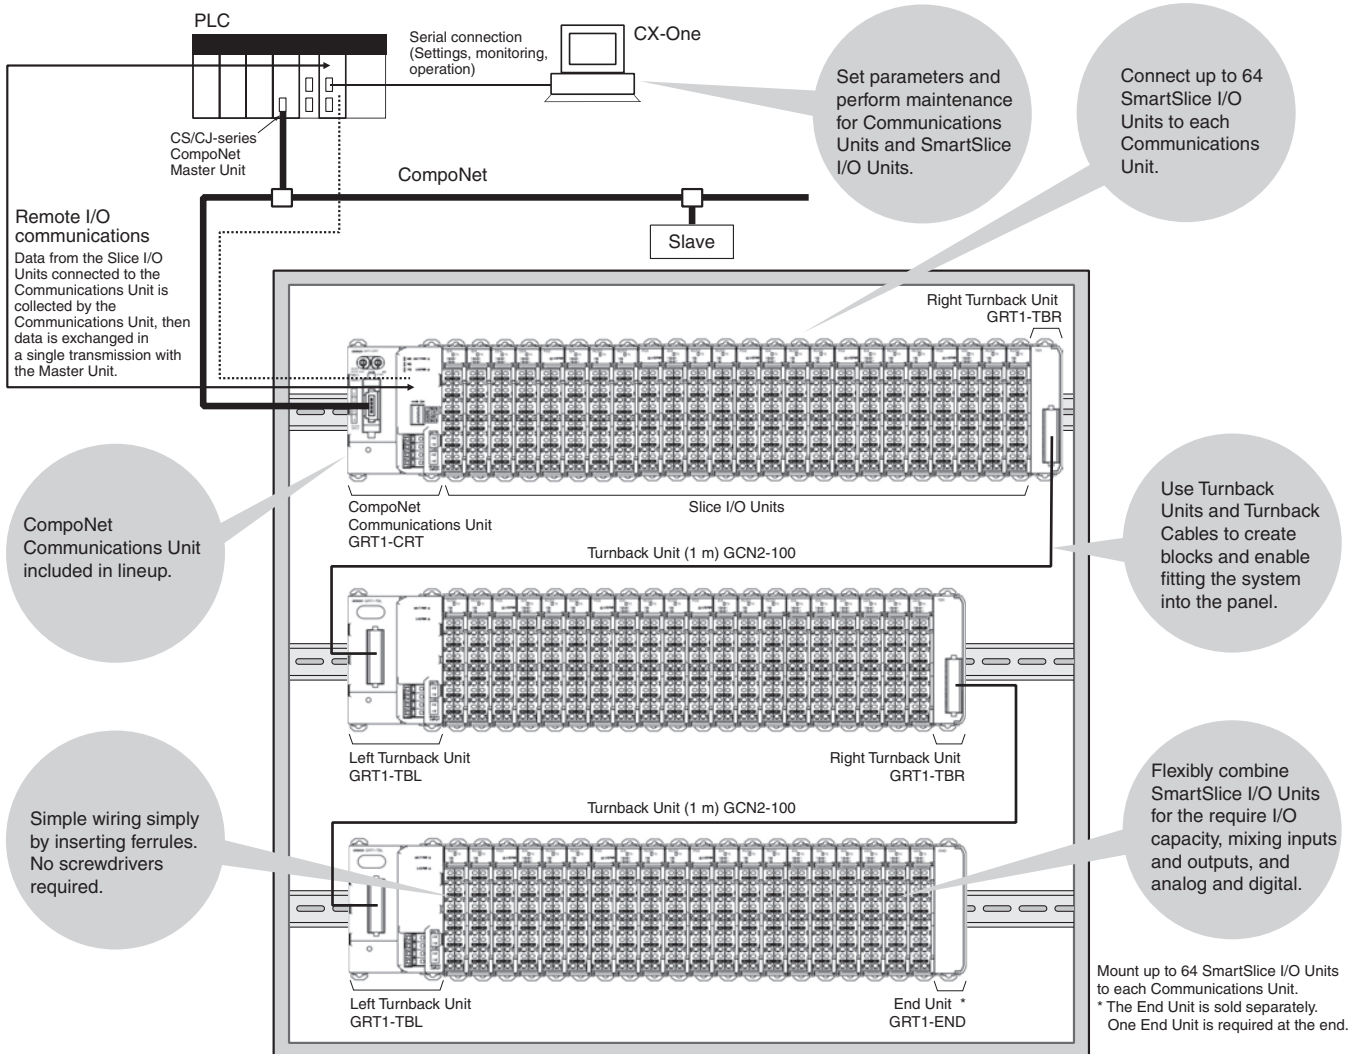 PLC
Serial connection
(Settings, monitoring,
operation)
CX-One
CS/CJ-series
CompoNet
Master Unit
CompoNet
Slave
Set parameters and
perform maintenance
for Communications
Units and SmartSlice
I/O Units.
Connect up to 64
SmartSlice I/O
Units to each
Communications
Unit.
Remote I/O
communications
Data from the Slice I/O
Units connected to the
Communications Unit is
collected by the
Communications Unit, then
data is exchanged in
a single transmission with
the Master Unit.
Right Turnback Unit
GRT1-TBR
CompoNet
Communications Unit
GRT1-CRT
Slice I/O Units
CompoNet
Communications Unit
included in lineup.
Turnback Unit (1 m) GCN2-100
Use Turnback
Units and Turnback
Cables to create
blocks and enable
fitting the system
into the panel.
Left Turnback Unit
GRT1-TBL
Right Turnback Unit
GRT1-TBR
Turnback Unit (1 m) GCN2-100
Simple wiring simply
by inserting ferrules.
No screwdrivers
required.
Flexibly combine
SmartSlice I/O Units
for the require I/O
capacity, mixing inputs
and outputs, and
analog and digital.
Left Turnback Unit
GRT1-TBL
End Unit *
GRT1-END
Mount up to 64 SmartSlice I/O Units
to each Communications Unit.
* The End Unit is sold separately.
One End Unit is required at the end.